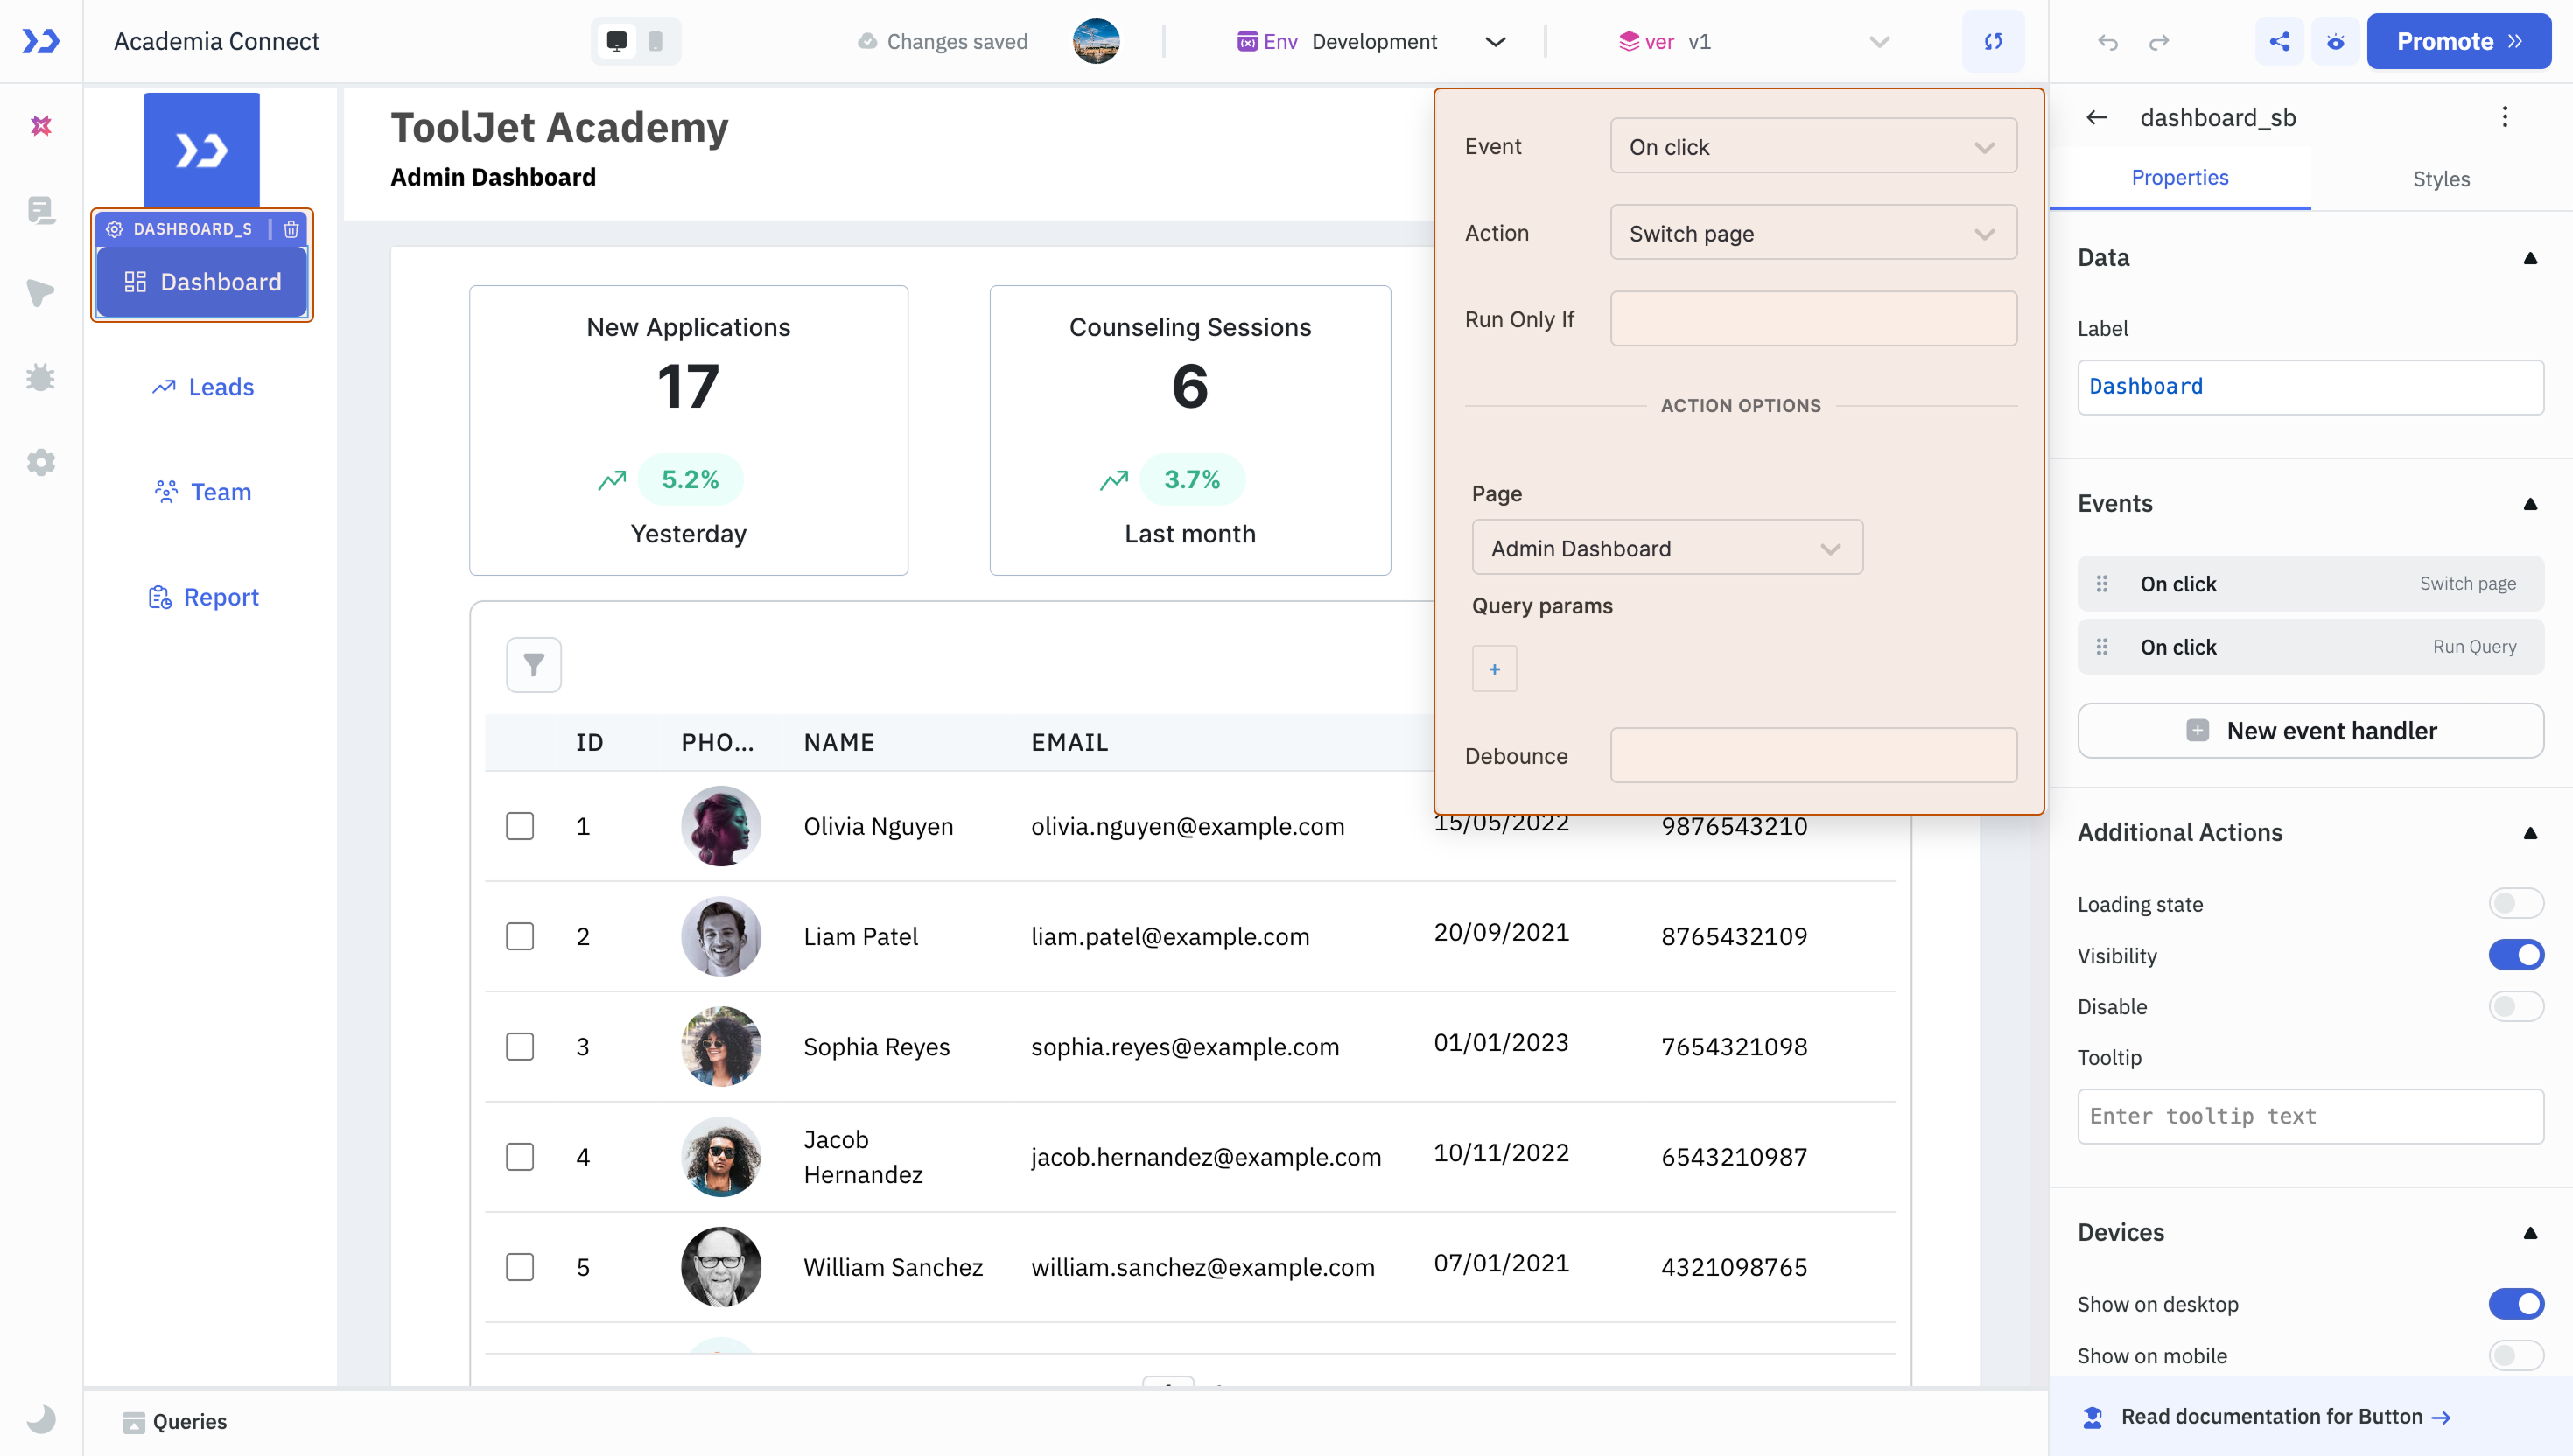 Academia Connect
Changes saved
Env Development
ver v1
Promote
ToolJet Academy
Admin Dashboard
DASHBOARD_S
Dashboard
Leads
Team
Report
New Applications
17
5.2%
Yesterday
Counseling Sessions
6
3.7%
Last month
Event
On click
Action
Switch page
Run Only If
ACTION OPTIONS
Page
Admin Dashboard
Query params
+
Debounce
ID PHO... NAME EMAIL
1 Olivia Nguyen olivia.nguyen@example.com 15/05/2022 9876543210
2 Liam Patel liam.patel@example.com 20/09/2021 8765432109
3 Sophia Reyes sophia.reyes@example.com 01/01/2023 7654321098
4 Jacob Hernandez jacob.hernandez@example.com 10/11/2022 6543210987
5 William Sanchez william.sanchez@example.com 07/01/2021 4321098765
Queries
dashboard_sb
Properties
Styles
Data
Label
Dashboard
Events
On click Switch page
On click Run Query
New event handler
Additional Actions
Loading state
Visibility
Disable
Tooltip
Enter tooltip text
Devices
Show on desktop
Show on mobile
Read documentation for Button →